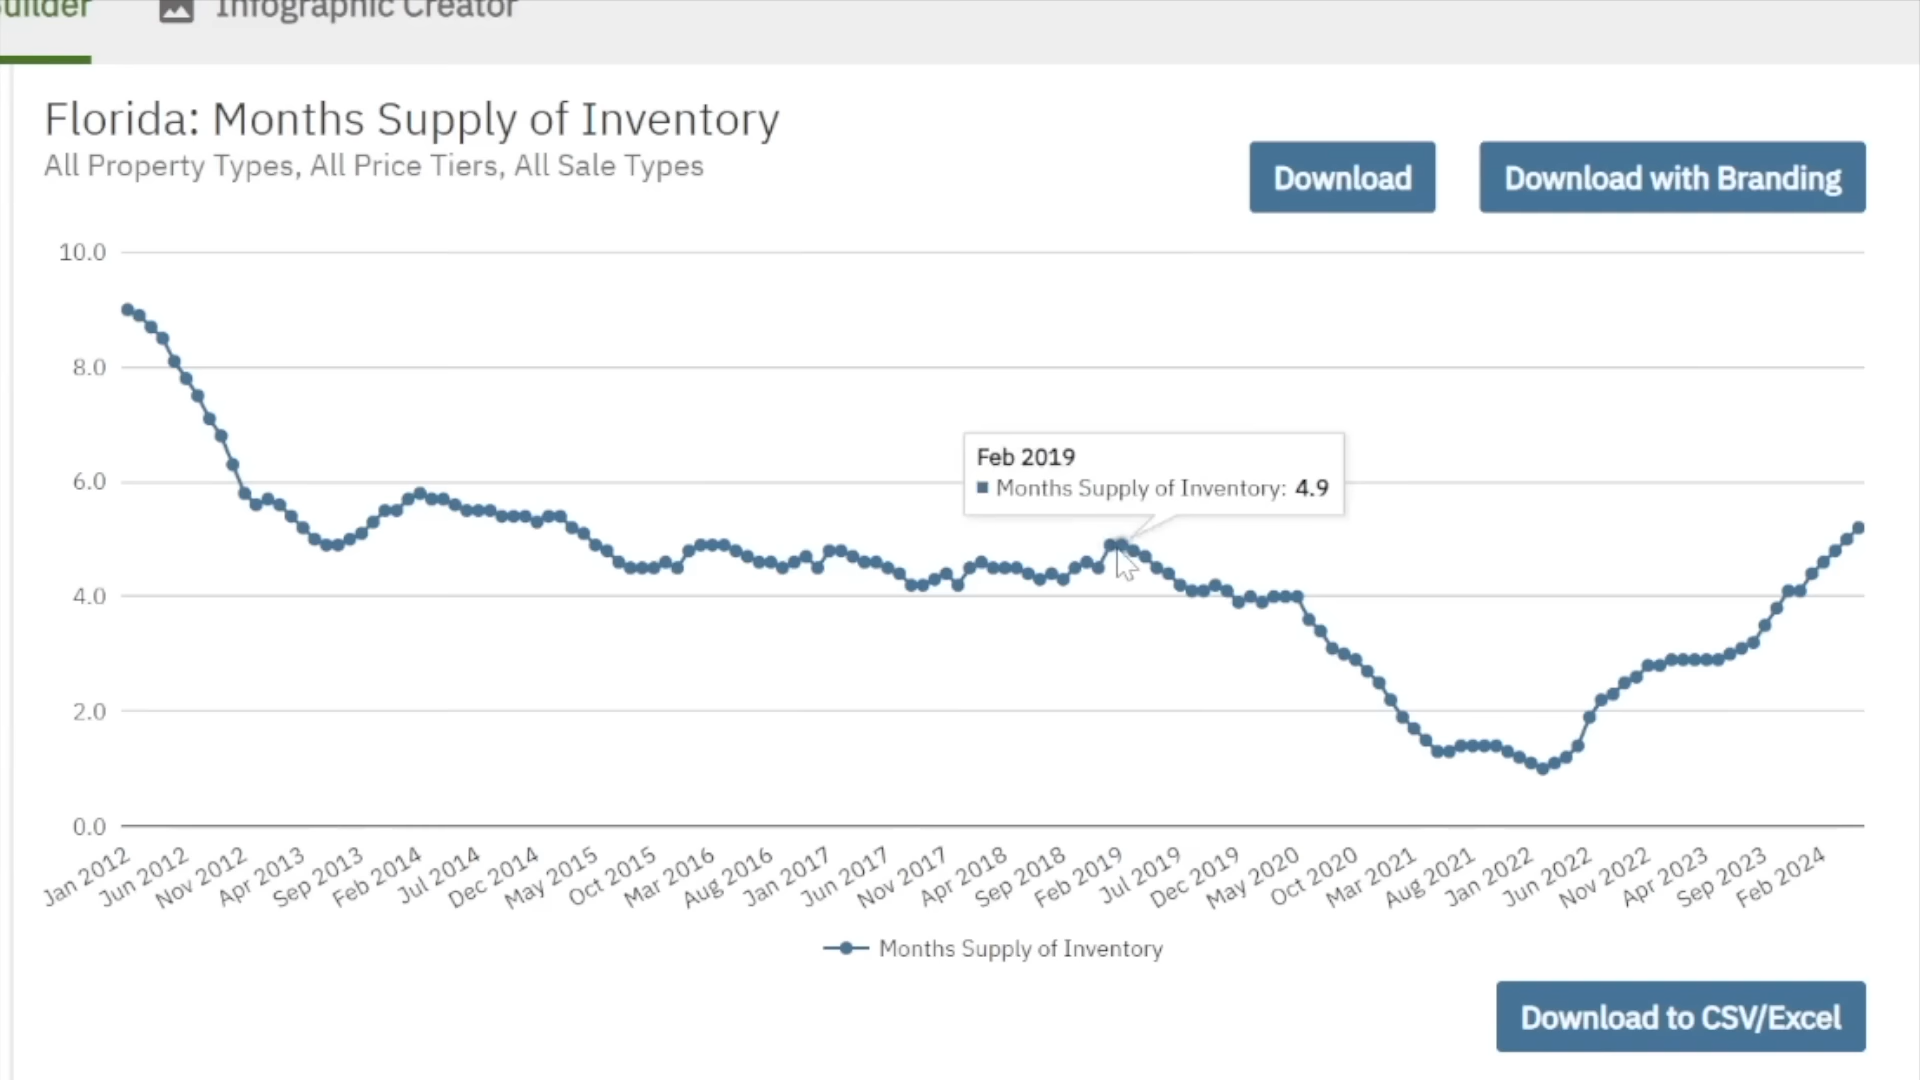 Builder
Infographic Creator
Florida: Months Supply of Inventory
All Property Types, All Price Tiers, All Sale Types
Download
Download with Branding
10.0
8.0
6.0
4.0
2.0
0.0
Feb 2019
Months Supply of Inventory: 4.9
Jan 2012
Jun 2012
Nov 2012
Apr 2013
Sep 2013
Feb 2014
Jul 2014
Dec 2014
May 2015
Oct 2015
Mar 2016
Aug 2016
Jan 2017
Jun 2017
Nov 2017
Apr 2018
Sep 2018
Feb 2019
Jul 2019
Dec 2019
May 2020
Oct 2020
Mar 2021
Aug 2021
Jan 2022
Jun 2022
Nov 2022
Apr 2023
Sep 2023
Feb 2024
Months Supply of Inventory
Download to CSV/Excel